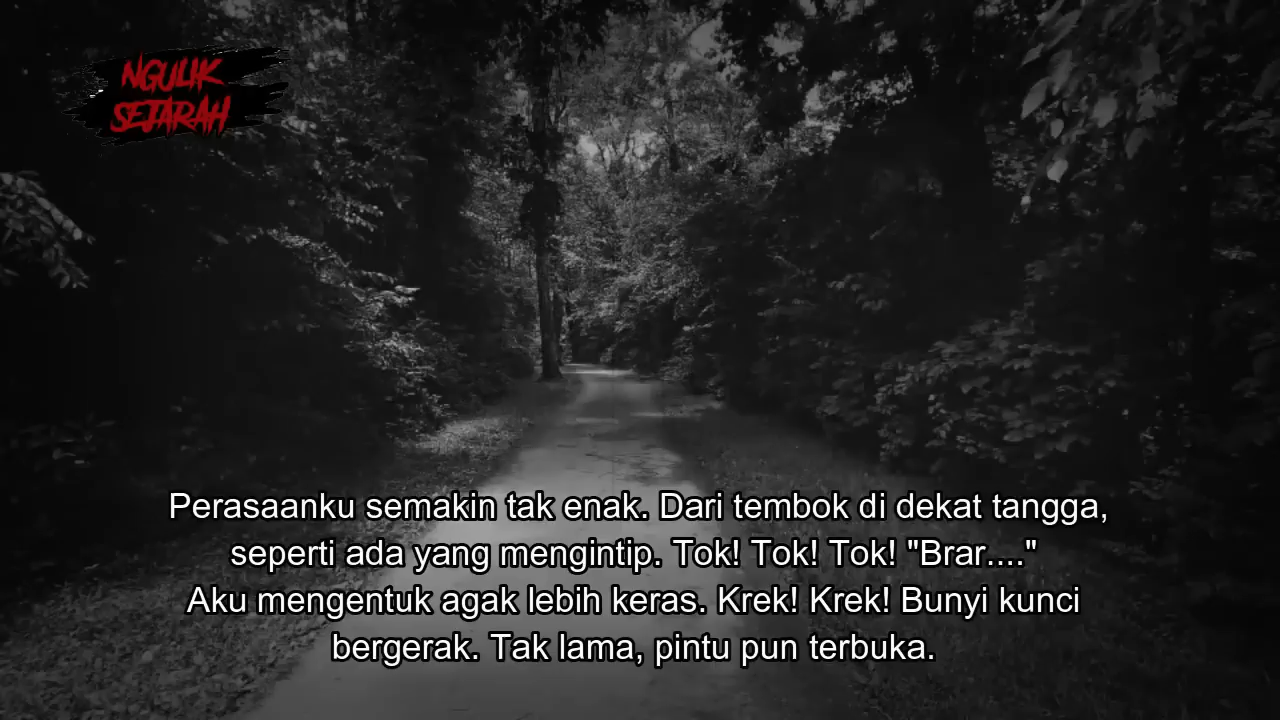 NGULIK
SEJARAH
Perasaanku semakin tak enak. Dari tembok di dekat tangga,
seperti ada yang mengintip. Tok! Tok! Tok! "Brar...."
Aku mengentuk agak lebih keras. Krek! Krek! Bunyi kunci
bergerak. Tak lama, pintu pun terbuka.